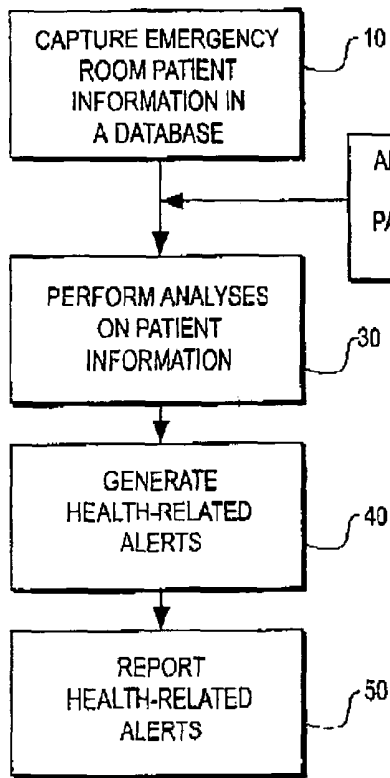 CAPTURE EMERGENCY
ROOM PATIENT
INFORMATION IN
A DATABASE
10
PERFORM ANALYSES
ON PATIENT
INFORMATION
30
GENERATE
HEALTH-RELATED
ALERTS
40
REPORT
HEALTH-RELATED
ALERTS
50